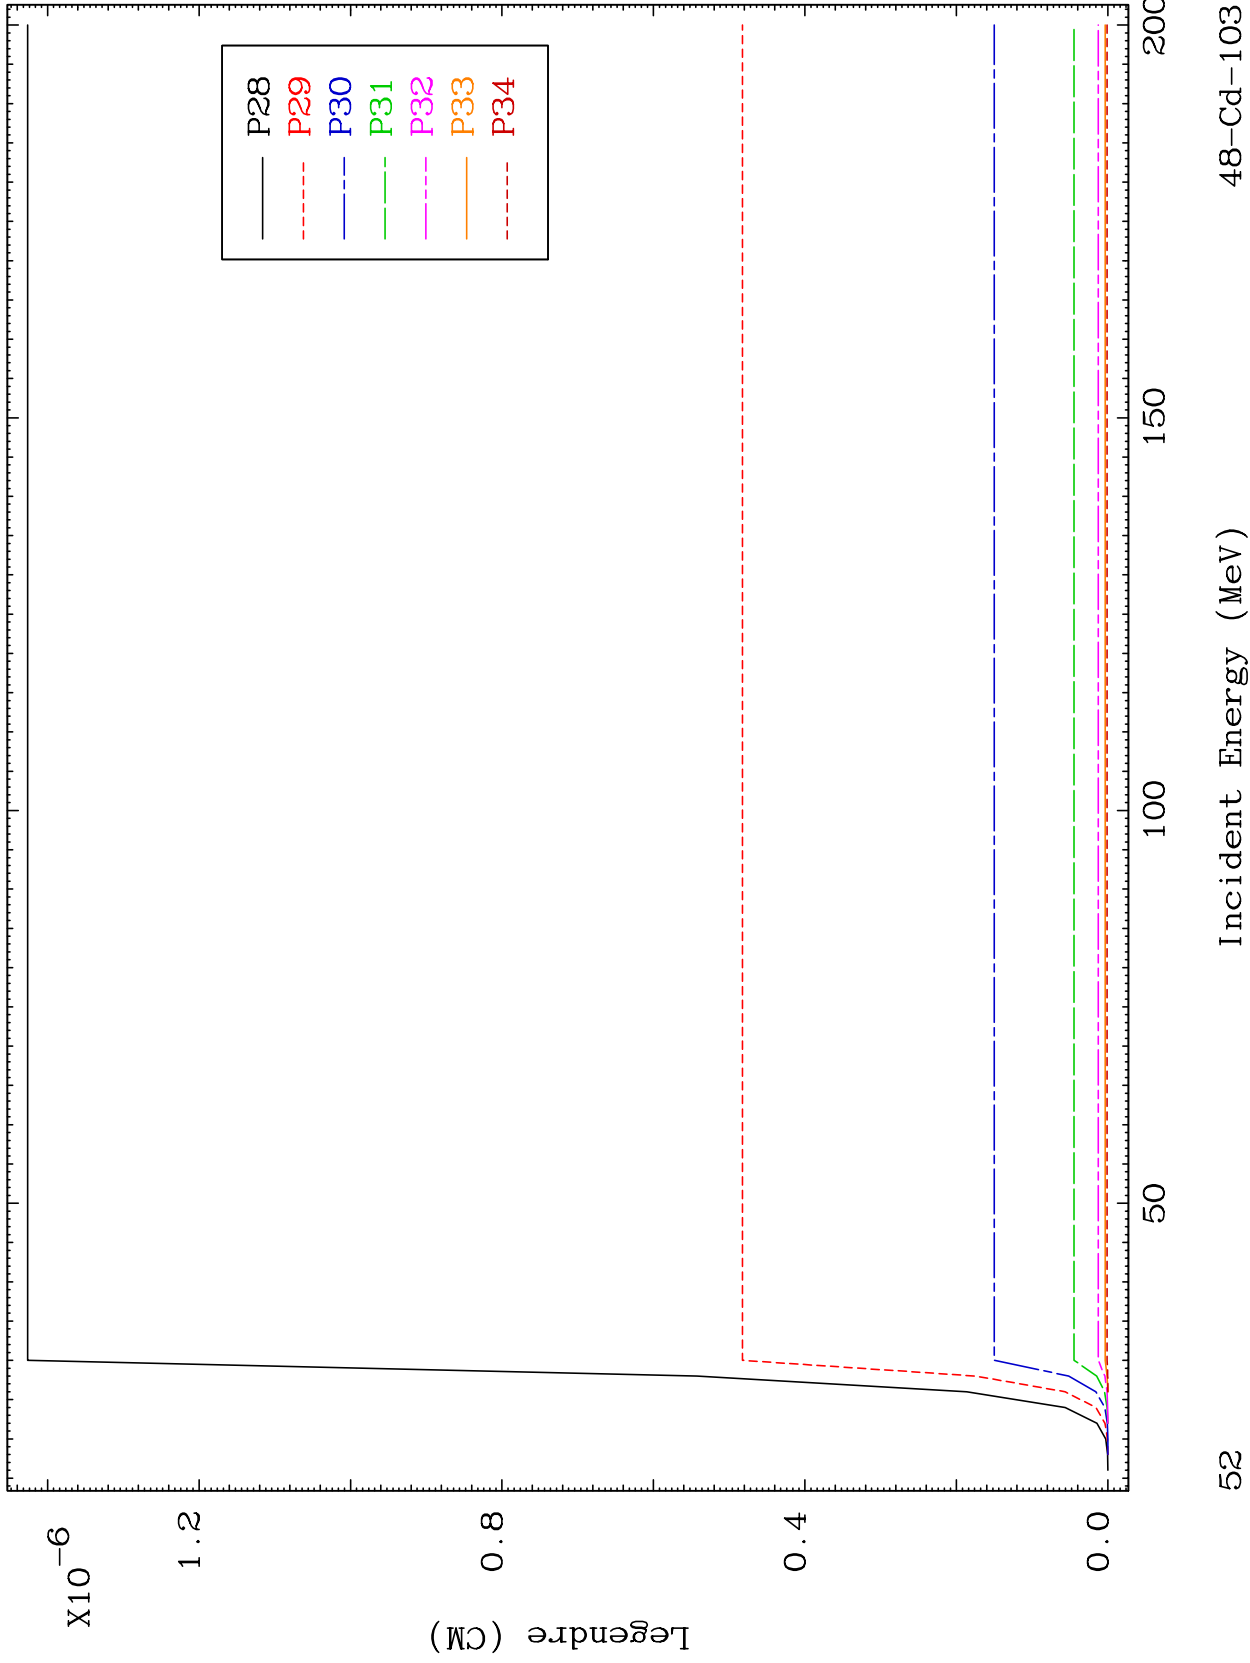 X10-6
1.2
0.8
0.4
0.0
Legendre (CM)
P28
P29
P30
P31
P32
P33
P34
50
100
150
200
Incident Energy (MeV)
52
48-Cd-103